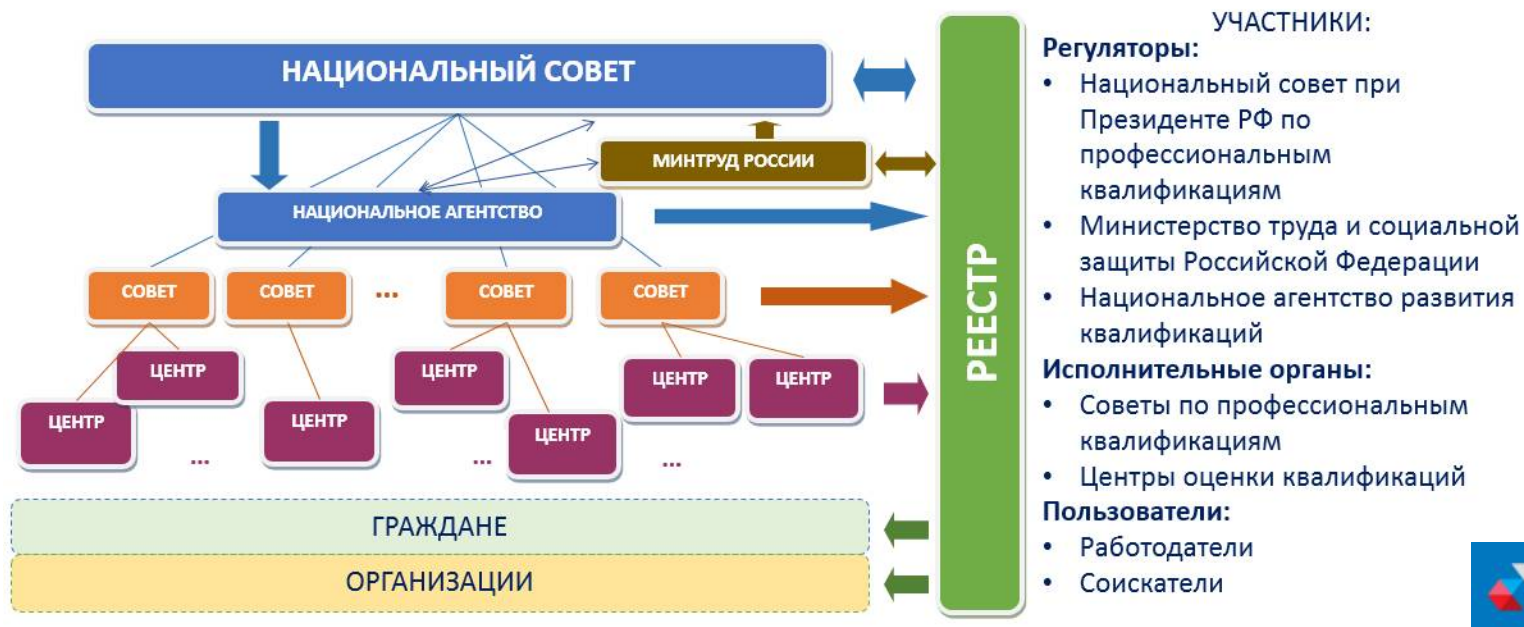 НАЦИОНАЛЬНЫЙ СОВЕТ
МИНТРУД РОССИИ
НАЦИОНАЛЬНОЕ АГЕНТСТВО
СОВЕТ
СОВЕТ
...
СОВЕТ
СОВЕТ
ЦЕНТР
ЦЕНТР
ЦЕНТР
ЦЕНТР
ЦЕНТР
ЦЕНТР
ЦЕНТР
...
...
...
ГРАЖДАНЕ
ОРГАНИЗАЦИИ
РЕЕСТР
УЧАСТНИКИ:
Регуляторы:
• Национальный совет при
Президенте РФ по
профессиональным
квалификациям
• Министерство труда и социальной
защиты Российской Федерации
• Национальное агентство развития
квалификаций
Исполнительные органы:
• Советы по профессиональным
квалификациям
• Центры оценки квалификаций
Пользователи:
• Работодатели
• Соискатели